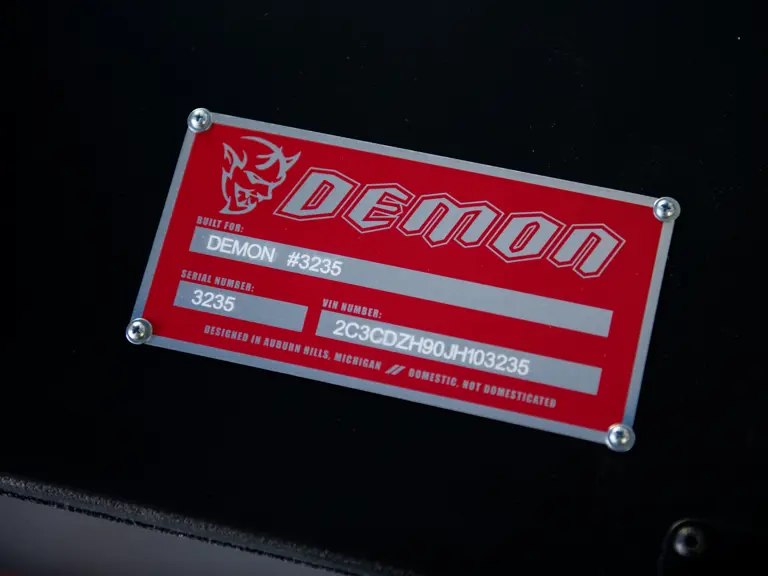 DEMON
BUILT FOR:
DEMON #3235
SERIAL NUMBER:
3235
VIN NUMBER:
2C3CDZH90JH103235
DESIGNED IN AUBURN HILLS, MICHIGAN // DOMESTIC, NOT DOMESTICATED